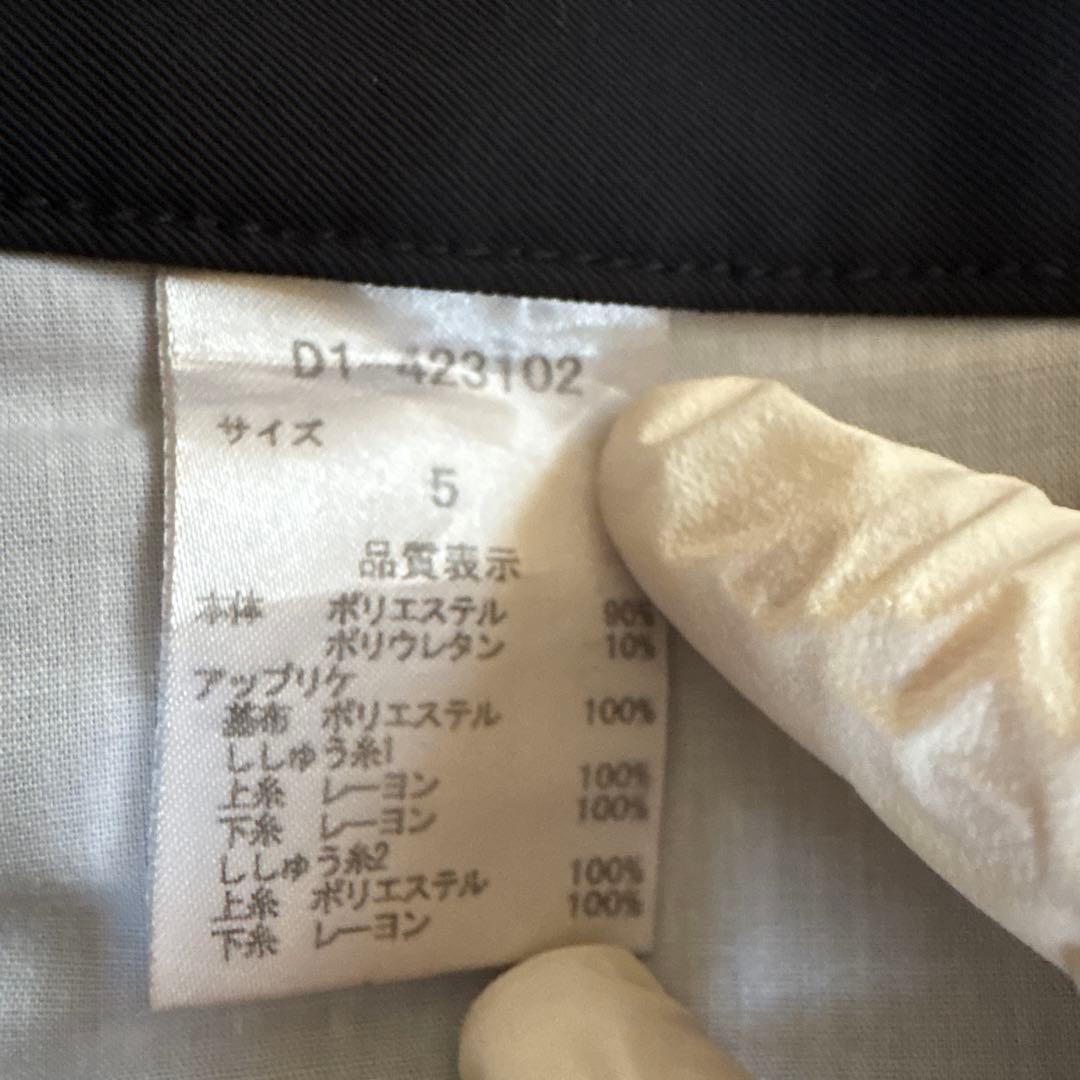 D1-423102
サイズ
5
品質表示
本体 ポリエステル 90%
ポリウレタン 10%
アップリケ
基布 ポリエステル 100%
ししゅう糸1
上糸 レーヨン 100%
下糸 レーヨン 100%
ししゅう糸2
上糸 ポリエステル 100%
下糸 レーヨン 100%